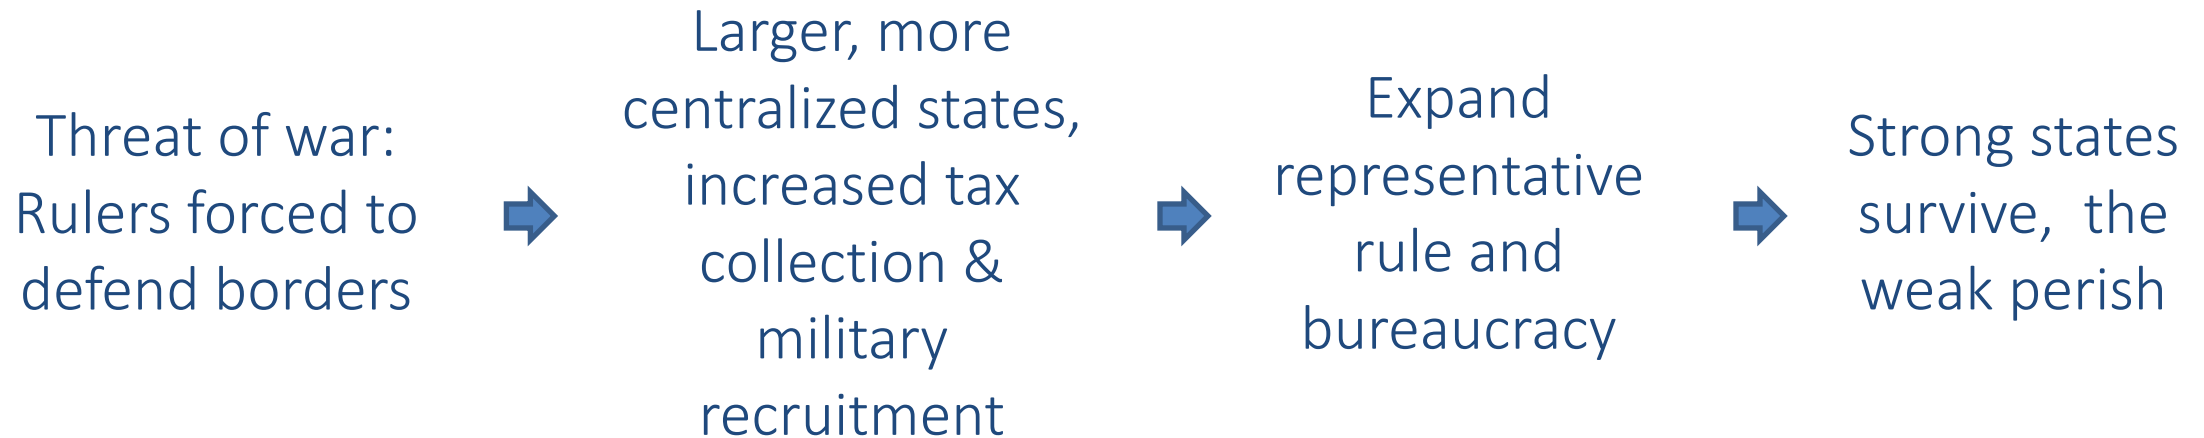 Threat of war:
Rulers forced to
defend borders
Larger, more
centralized states,
increased tax
collection &
military
recruitment
Expand
representative
rule and
bureaucracy
Strong states
survive,  the
weak perish